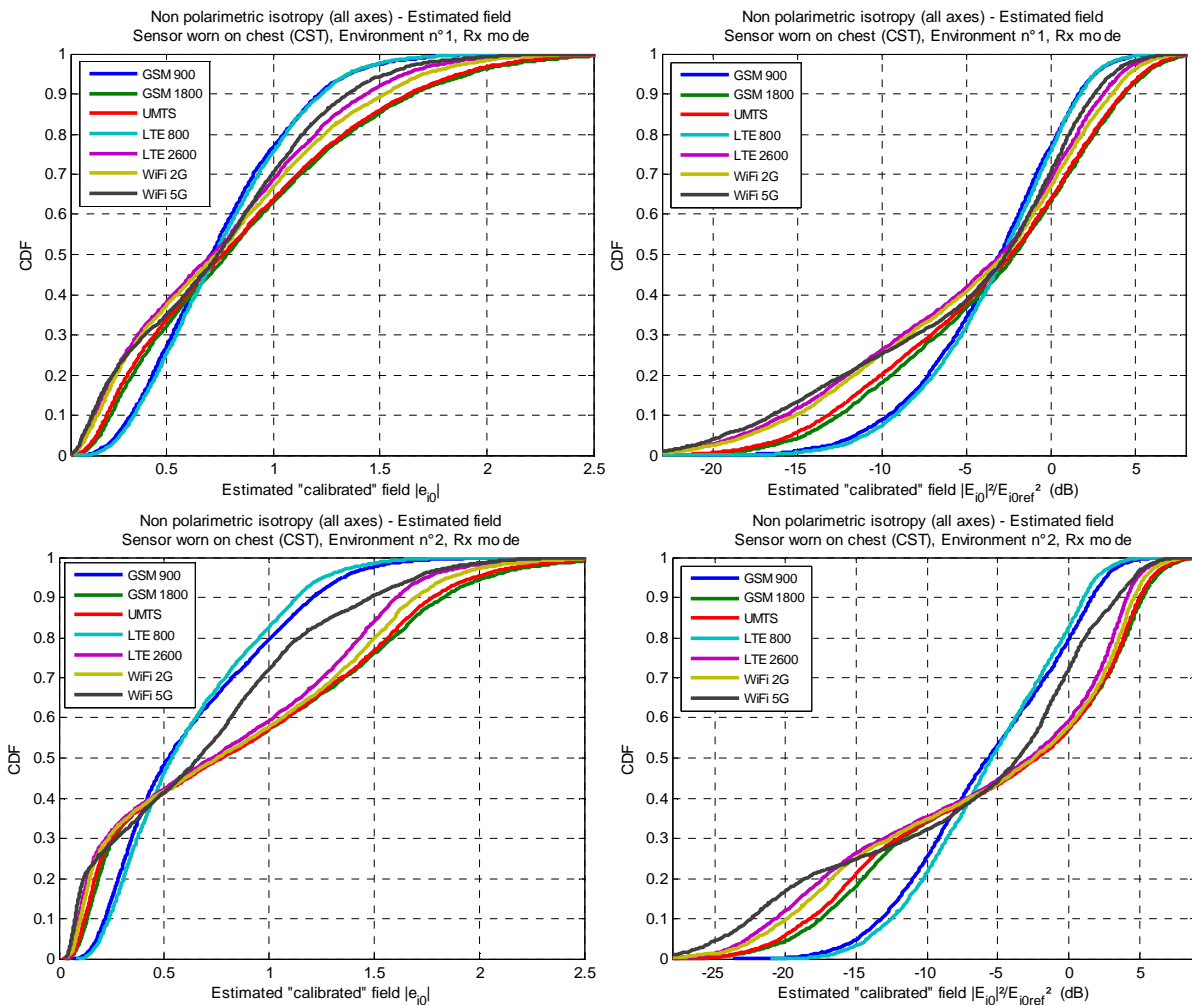 Non polarimetric isotropy (all axes) - Estimated field
Sensor worn on chest (CST), Environment n°1, Rx mode
1
0.9
0.8
0.7
0.6
0.5
0.4
0.3
0.2
0.1
0
CDF
GSM 900
GSM 1800
UMTS
LTE 800
LTE 2600
WiFi 2G
WiFi 5G
0.5 1 1.5 2 2.5
Estimated "calibrated" field |e_i0|
Non polarimetric isotropy (all axes) - Estimated field
Sensor worn on chest (CST), Environment n°1, Rx mode
1
0.9
0.8
0.7
0.6
0.5
0.4
0.3
0.2
0.1
0
CDF
GSM 900
GSM 1800
UMTS
LTE 800
LTE 2600
WiFi 2G
WiFi 5G
-20 -15 -10 -5 0 5
Estimated "calibrated" field |E_i0|²/E_i0ref² (dB)
Non polarimetric isotropy (all axes) - Estimated field
Sensor worn on chest (CST), Environment n°2, Rx mode
1
0.9
0.8
0.7
0.6
0.5
0.4
0.3
0.2
0.1
0
CDF
GSM 900
GSM 1800
UMTS
LTE 800
LTE 2600
WiFi 2G
WiFi 5G
0 0.5 1 1.5 2 2.5
Estimated "calibrated" field |e_i0|
Non polarimetric isotropy (all axes) - Estimated field
Sensor worn on chest (CST), Environment n°2, Rx mode
1
0.9
0.8
0.7
0.6
0.5
0.4
0.3
0.2
0.1
0
CDF
GSM 900
GSM 1800
UMTS
LTE 800
LTE 2600
WiFi 2G
WiFi 5G
-25 -20 -15 -10 -5 0 5
Estimated "calibrated" field |E_i0|²/E_i0ref² (dB)